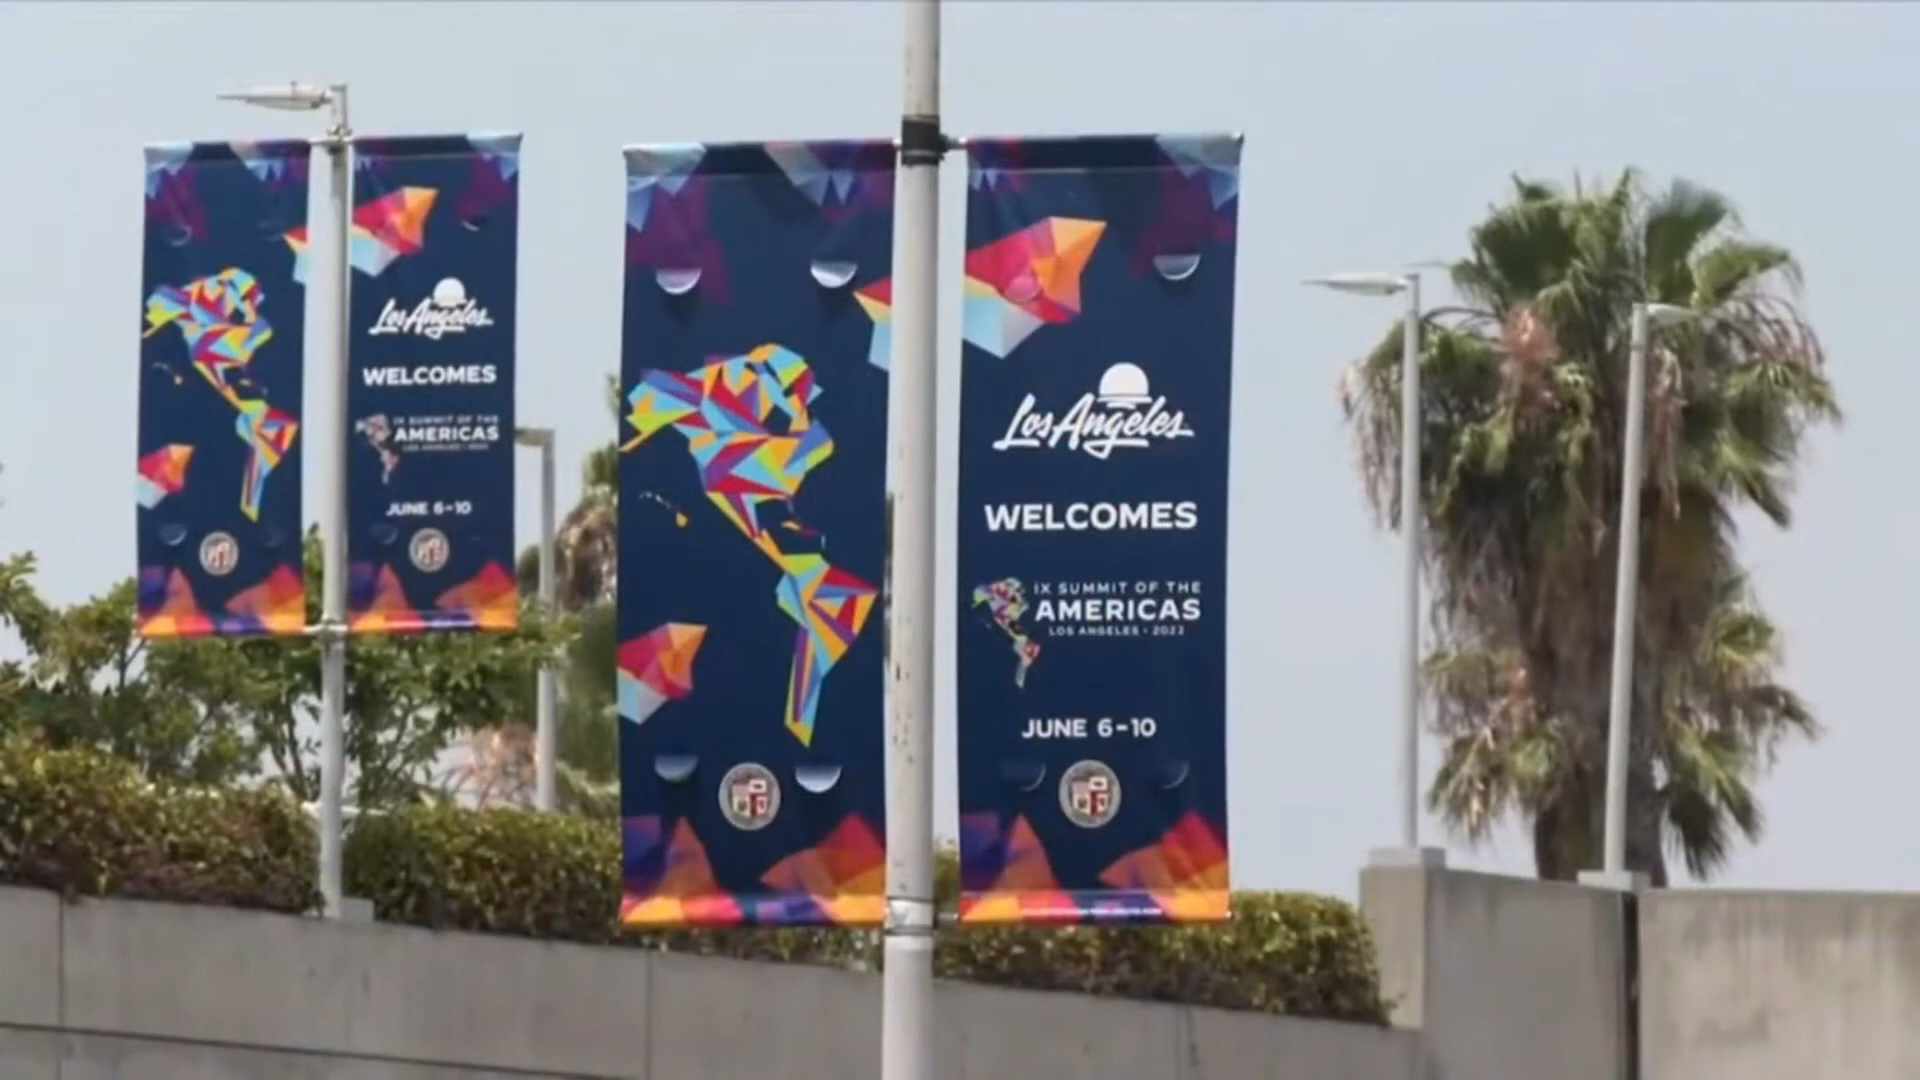 Los Angeles
WELCOMES
IX SUMMIT OF THE
AMERICAS
LOS ANGELES · 2022
JUNE 6-10
Los Angeles
WELCOMES
IX SUMMIT OF THE
AMERICAS
LOS ANGELES · 2022
JUNE 6-10